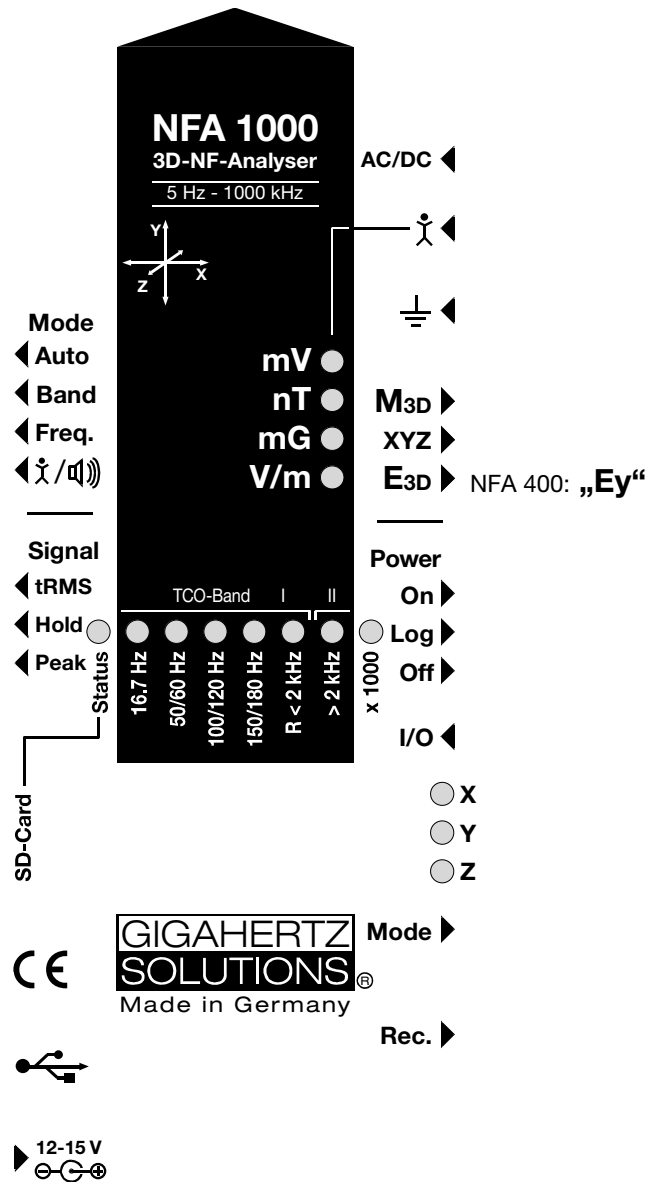 NFA 1000
3D-NF-Analyser
5 Hz - 1000 kHz
Y
X
Z
AC/DC
Mode
Auto
Band
Freq.
/
mV
nT
mG
V/m
M3D
XYZ
E3D
NFA 400: „Ey“
Signal
tRMS
Hold
Peak
Status
SD-Card
TCO-Band I II
16.7 Hz
50/60 Hz
100/120 Hz
150/180 Hz
R < 2 kHz
> 2 kHz
x 1000
Power
On
Log
Off
I/O
X
Y
Z
GIGAHERTZ
SOLUTIONS ®
Made in Germany
Mode
Rec.
CE
12-15 V